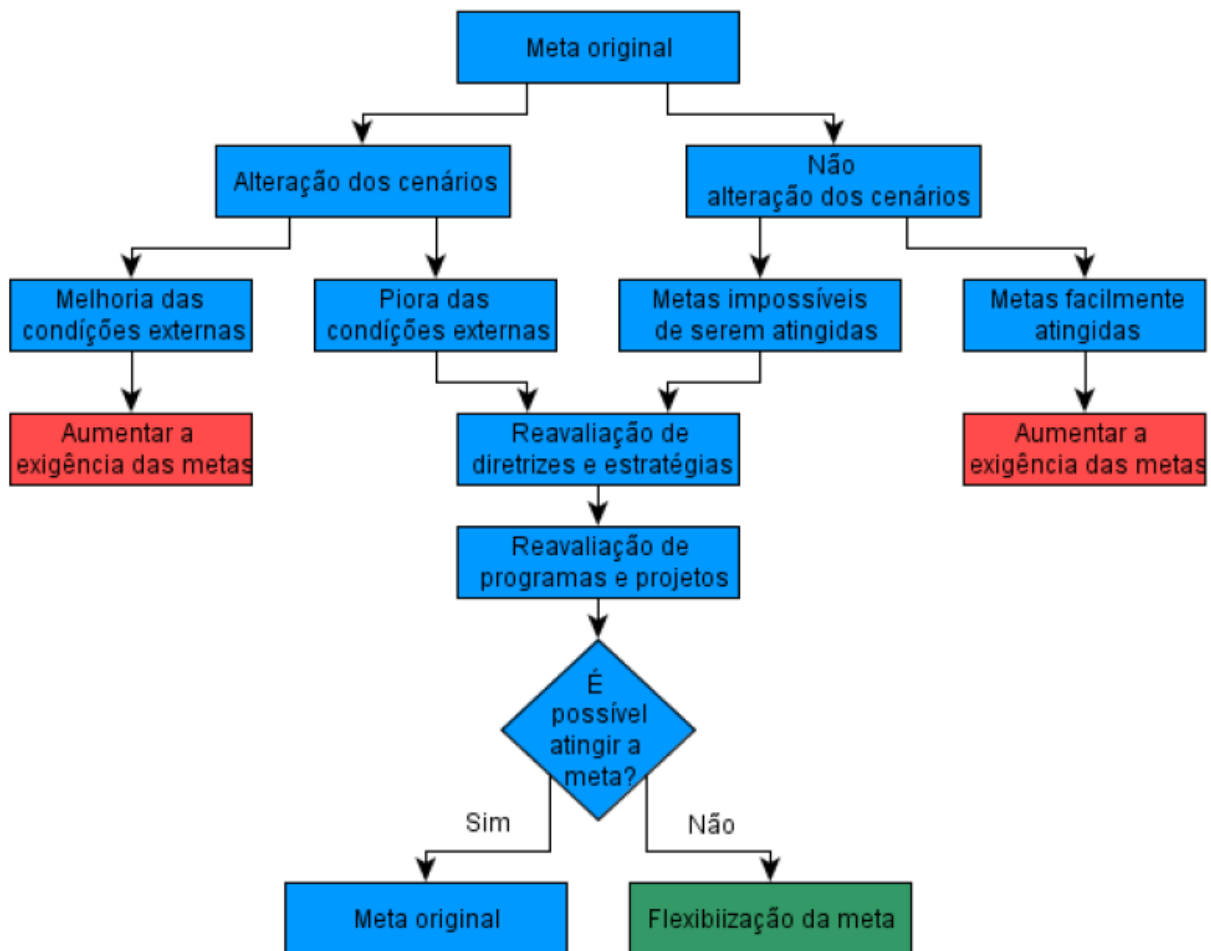 Meta original
Alteração dos cenários
Não
alteração dos cenários
Melhoria das
condíções externas
Piora das
condíções externas
Metas impossíveis
de serem atingidas
Metas facilmente
atingidas
Aumentar a
exigência das metas
Reavaliação de
diretrizes e estratégias
Aumentar a
exigência das metas
Reavaliação de
programas e projetos
É
possível
atingir a
meta?
Sim
Não
Meta original
Flexibiização da meta